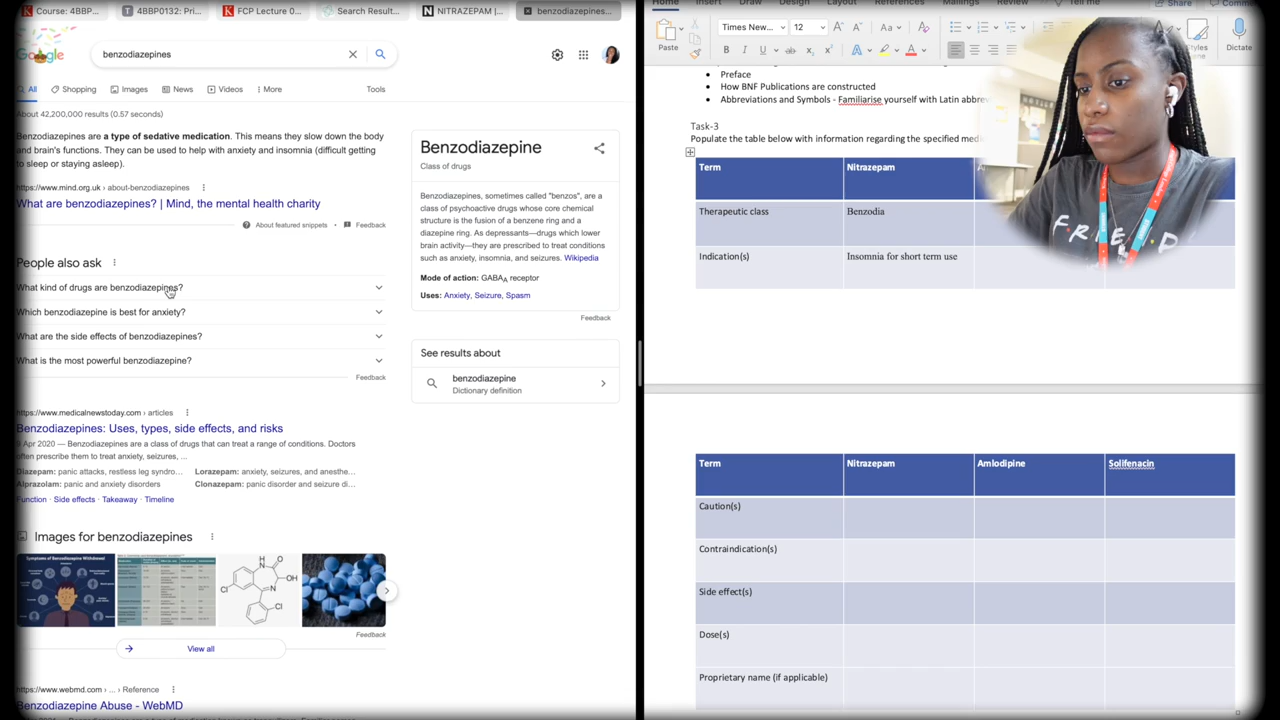 Course: 4BBP...
4BBP0132: Pri...
FCP Lecture 0...
Search Result...
NITRAZEPAM |...
benzodiazepines...
Google
benzodiazepines
All
Shopping
Images
News
Videos
More
Tools
About 42,200,000 results (0.57 seconds)
Benzodiazepines are a type of sedative medication. This means they slow down the body
and brain's functions. They can be used to help with anxiety and insomnia (difficult getting
to sleep or staying asleep).
https://www.mind.org.uk › about-benzodiazepines
What are benzodiazepines? | Mind, the mental health charity
About featured snippets • Feedback
People also ask
What kind of drugs are benzodiazepines?
Which benzodiazepine is best for anxiety?
What are the side effects of benzodiazepines?
What is the most powerful benzodiazepine?
Feedback
https://www.medicalnewstoday.com › articles
Benzodiazepines: Uses, types, side effects, and risks
Apr 2020 — Benzodiazepines are a class of drugs that can treat a range of conditions. Doctors
often prescribe them to treat anxiety, seizures, ...
Diazepam: panic attacks, restless leg syndro...
Lorazepam: anxiety, seizures, and anesthe...
Alprazolam: panic and anxiety disorders
Clonazepam: panic disorder and seizure di...
Function · Side effects · Takeaway · Timeline
Images for benzodiazepines
Symptoms of Benzodiazepine Withdrawal
H
O
N
OH
Cl
N
Cl
Feedback
View all
https://www.webmd.com › ... › Reference
Benzodiazepine Abuse - WebMD
Benzodiazepine
Class of drugs
Benzodiazepines, sometimes called "benzos", are a
class of psychoactive drugs whose core chemical
structure is the fusion of a benzene ring and a
diazepine ring. As depressants—drugs which lower
brain activity—they are prescribed to treat conditions
such as anxiety, insomnia, and seizures. Wikipedia
Mode of action: GABAA receptor
Uses: Anxiety, Seizure, Spasm
Feedback
See results about
benzodiazepine
Dictionary definition
Home
Insert
Draw
Design
Layout
References
Mailings
Review
Tell me
Share
Comme
Paste
Times New...
12
Styles
Dictate
• Preface
• How BNF Publications are constructed
• Abbreviations and Symbols - Familiarise yourself with Latin abbre
Task-3
Populate the table below with information regarding the specified medi
Term
Nitrazepam
Therapeutic class
Benzodia
Indication(s)
Insomnia for short term use
FRIEND
Term
Nitrazepam
Amlodipine
Solifenacin
Caution(s)
Contraindication(s)
Side effect(s)
Dose(s)
Proprietary name (if applicable)